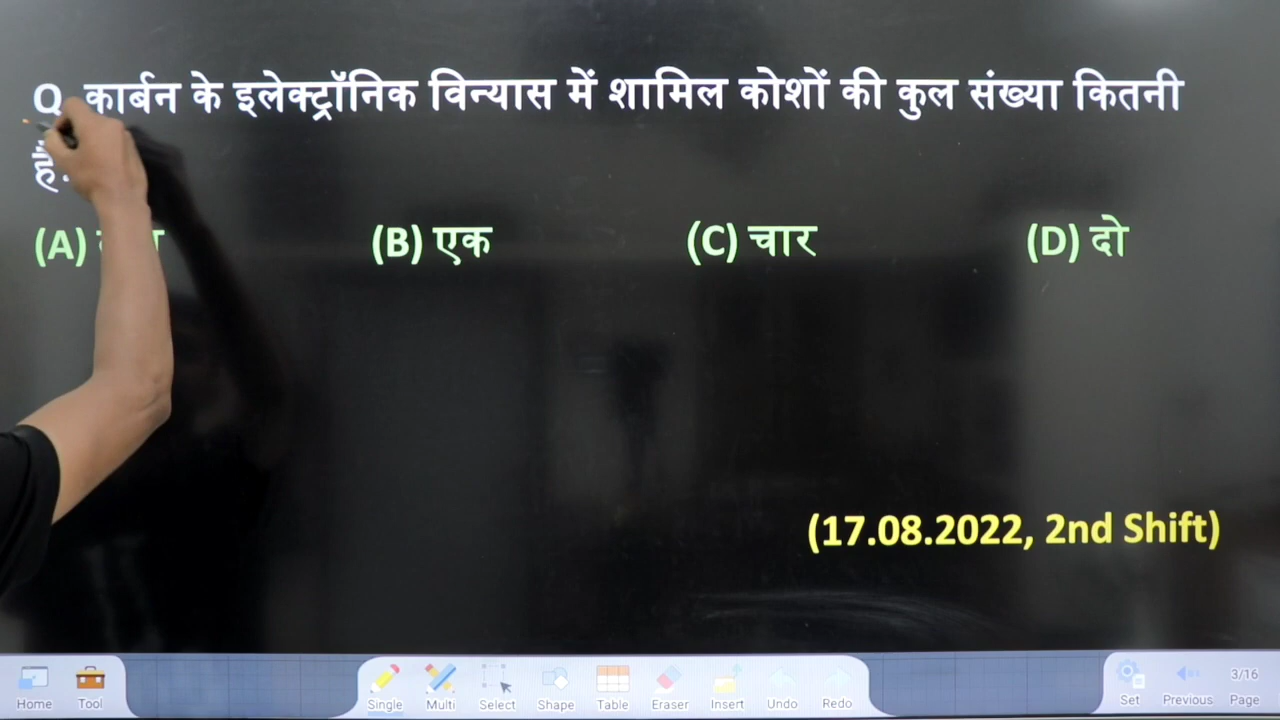 Q. कार्बन के इलेक्ट्रॉनिक विन्यास में शामिल कोशों की कुल संख्या कितनी
(A) (B) एक (C) चार (D) दो
(17.08.2022, 2nd Shift)
Home Tool Single Multi Select Shape Table Eraser Insert Undo Redo Set Previous 3/16 Page